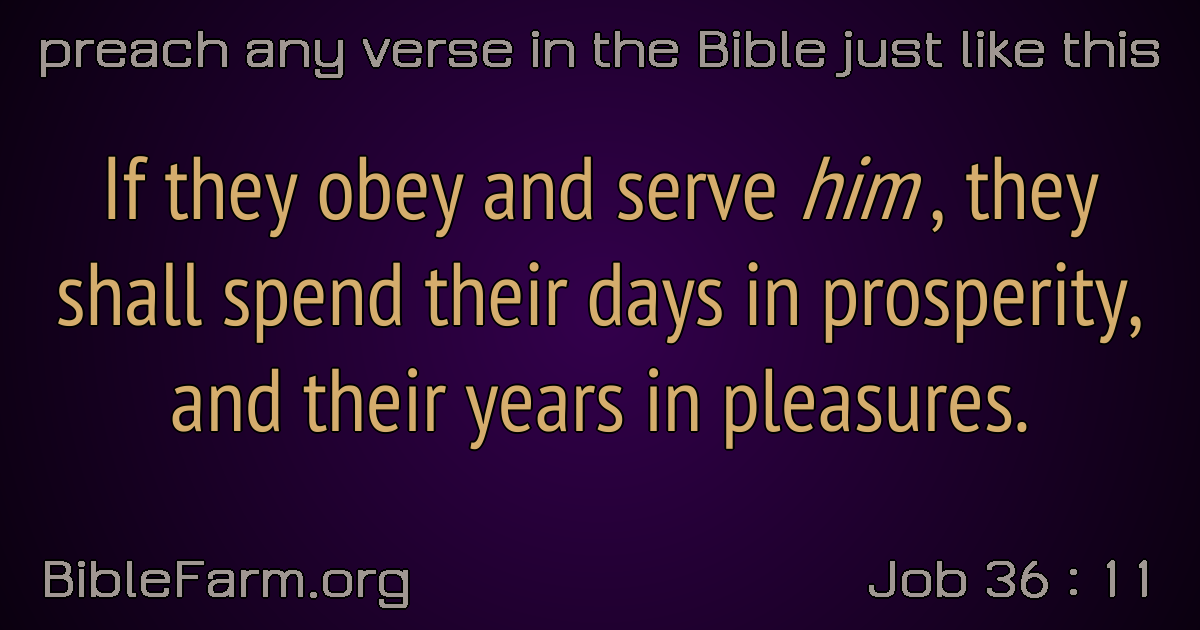 preach any verse in the Bible just like this
If they obey and serve him , they
shall spend their days in prosperity,
and their years in pleasures.
BibleFarm.org
Job 36 : 11